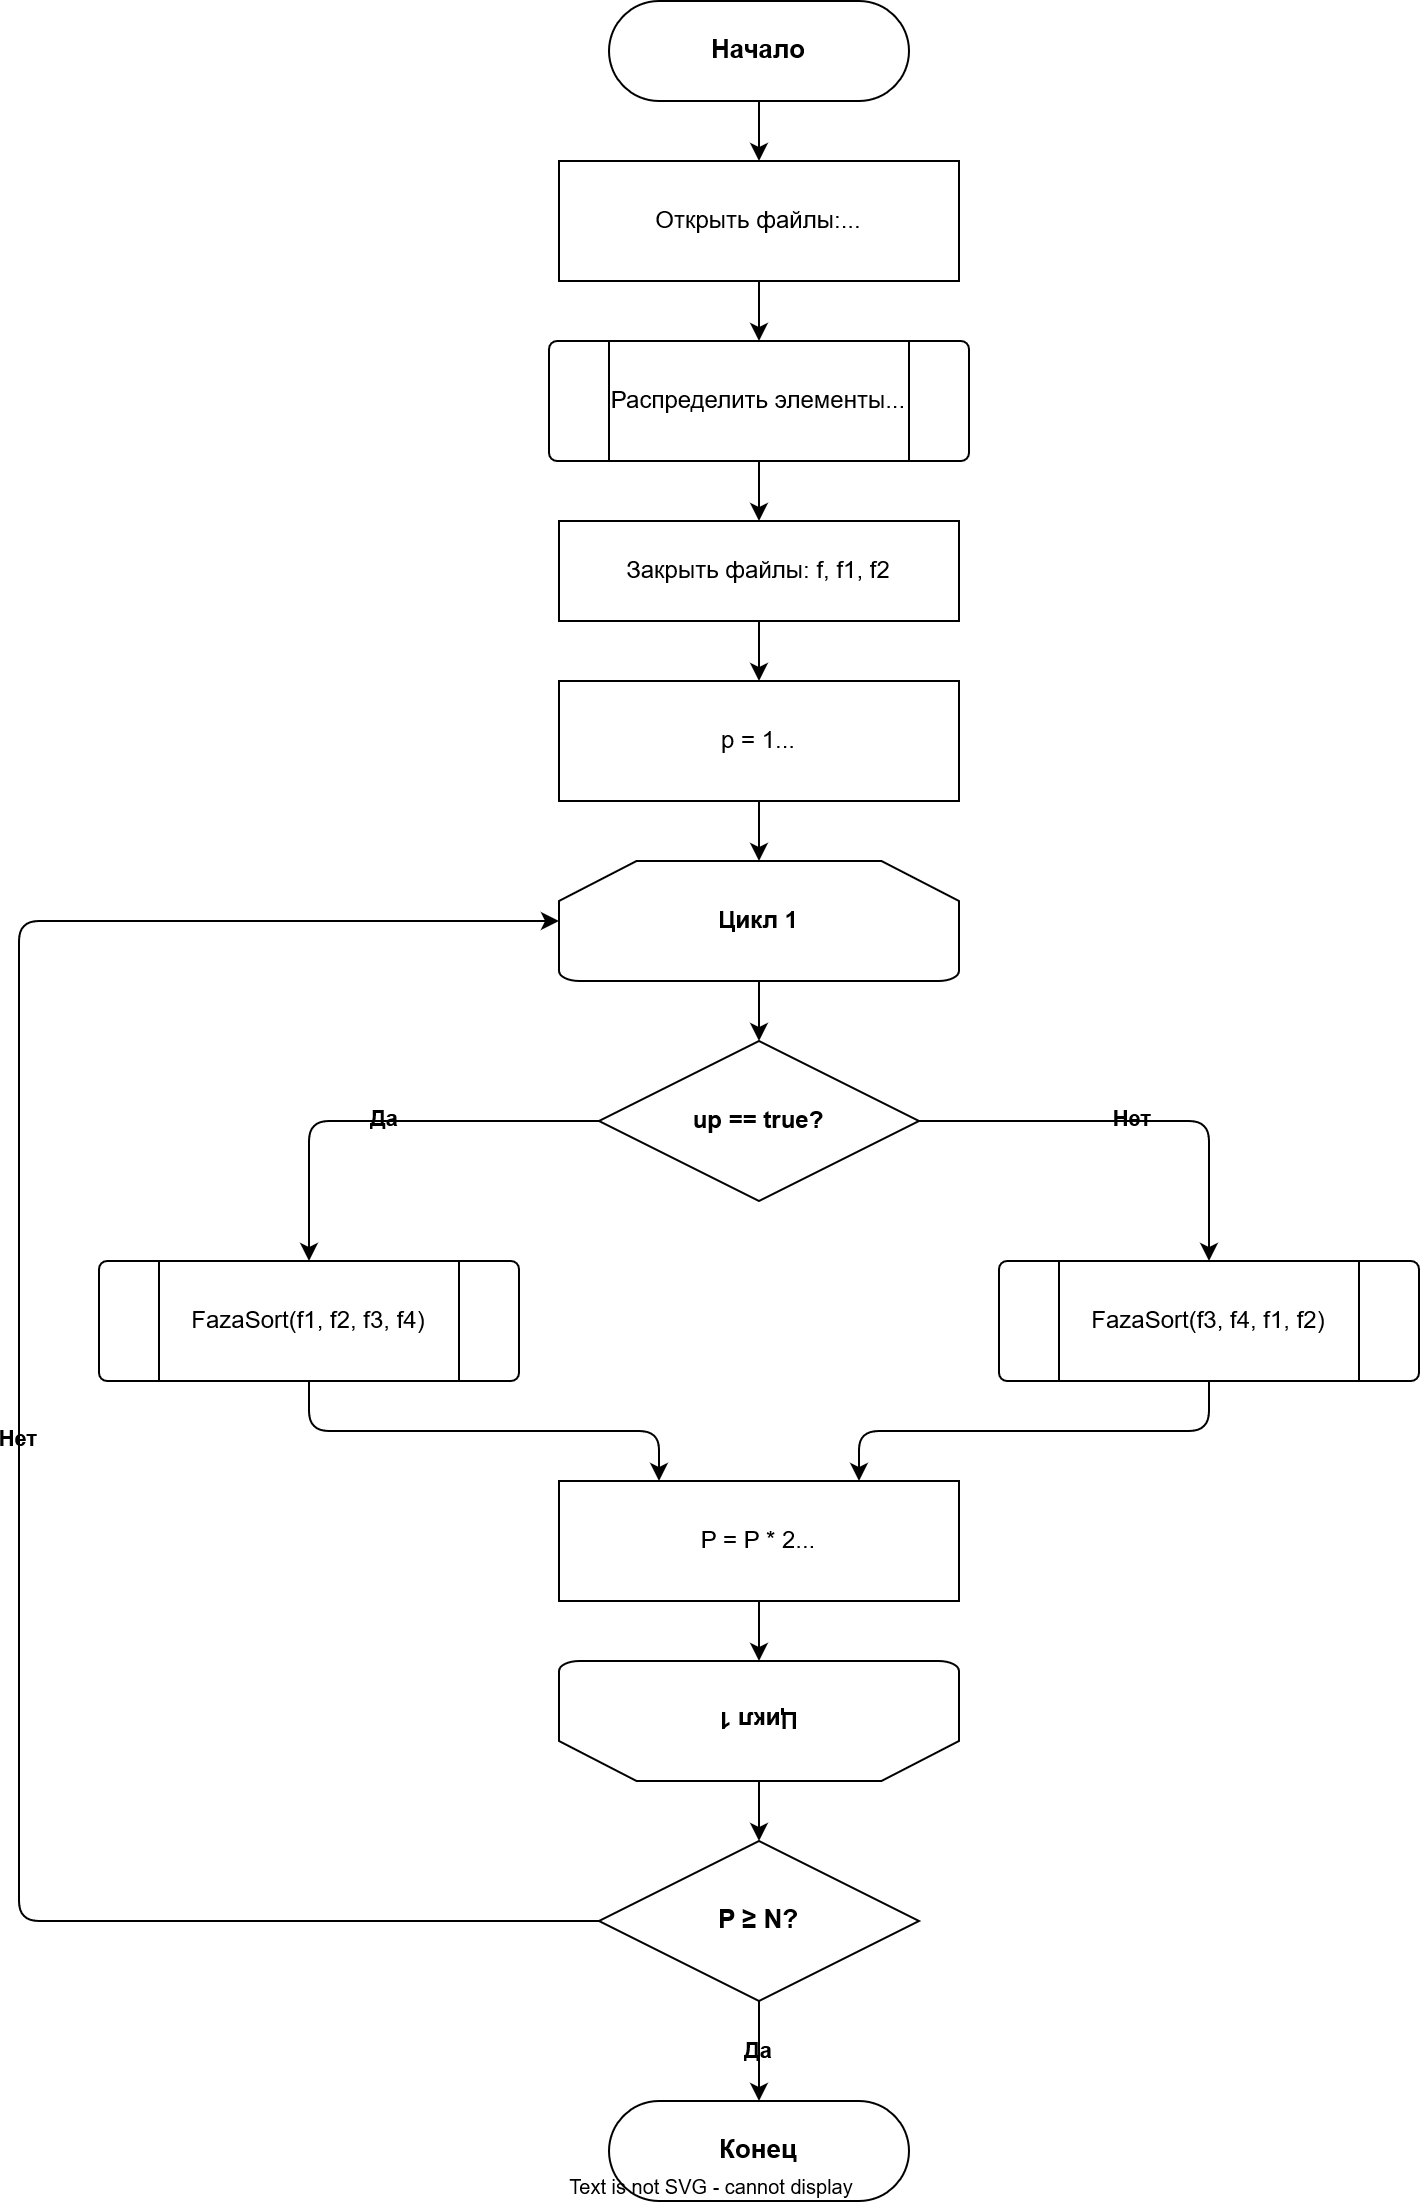 Начало
Открыть файлы:...
Распределить элементы...
Закрыть файлы: f, f1, f2
p = 1...
Цикл 1
up == true?
Да
Нет
FazaSort(f1, f2, f3, f4)
FazaSort(f3, f4, f1, f2)
Нет
P = P * 2...
Цикл 1
P ≥ N?
Да
Конец
Text is not SVG - cannot display